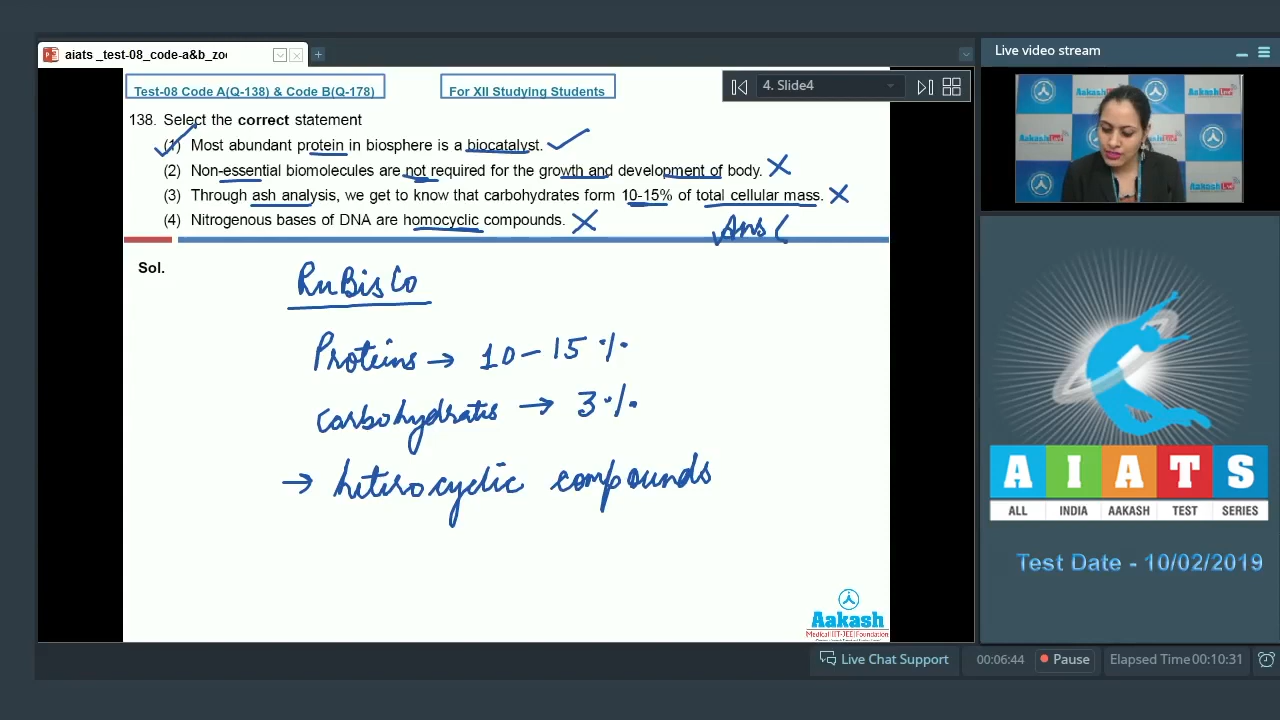 aiats _test-08_code-a&b_zo
Live video stream
4. Slide4
Test-08 Code A(Q-138) & Code B(Q-178)
For XII Studying Students
138. Select the correct statement
(1) Most abundant protein in biosphere is a biocatalyst.
(2) Non-essential biomolecules are not required for the growth and development of body.
(3) Through ash analysis, we get to know that carbohydrates form 10-15% of total cellular mass.
(4) Nitrogenous bases of DNA are homocyclic compounds.
Ans (
Sol.
RuBisCo
Proteins → 10-15%
Carbohydrates → 3%
→ heterocyclic compounds
AIATS
ALL INDIA AAKASH TEST SERIES
Test Date - 10/02/2019
Aakash
Medical|IIT-JEE|Foundation
Live Chat Support
00:06:44
Pause
Elapsed Time 00:10:31